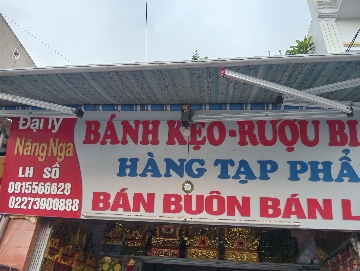 Đại lý
Năng Nga
LH SỐ
0915566628
02273900888
BÁNH KẸO-RƯỢU BI
HÀNG TẠP PHẨ
BÁN BUÔN BÁN L